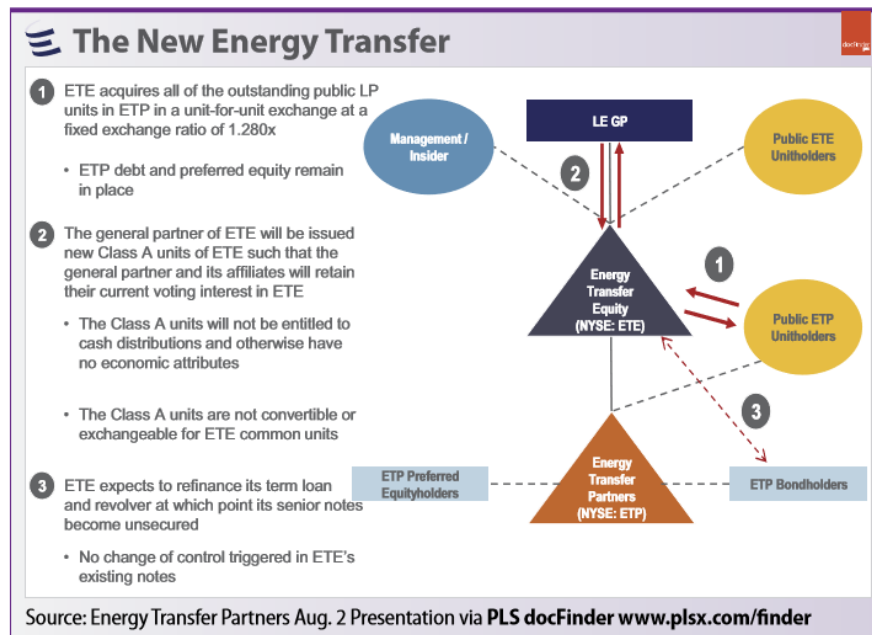 The New Energy Transfer
docFinder
1
ETE acquires all of the outstanding public LP
units in ETP in a unit-for-unit exchange at a
fixed exchange ratio of 1.280x
• ETP debt and preferred equity remain
in place
2
The general partner of ETE will be issued
new Class A units of ETE such that the
general partner and its affiliates will retain
their current voting interest in ETE
• The Class A units will not be entitled to
cash distributions and otherwise have
no economic attributes
• The Class A units are not convertible or
exchangeable for ETE common units
3
ETE expects to refinance its term loan
and revolver at which point its senior notes
become unsecured
• No change of control triggered in ETE's
existing notes
Management /
Insider
LE GP
Public ETE
Unitholders
2
1
Energy
Transfer
Equity
(NYSE: ETE)
Public ETP
Unitholders
3
ETP Preferred
Equityholders
Energy
Transfer
Partners
(NYSE: ETP)
ETP Bondholders
Source: Energy Transfer Partners Aug. 2 Presentation via PLS docFinder www.plsx.com/finder